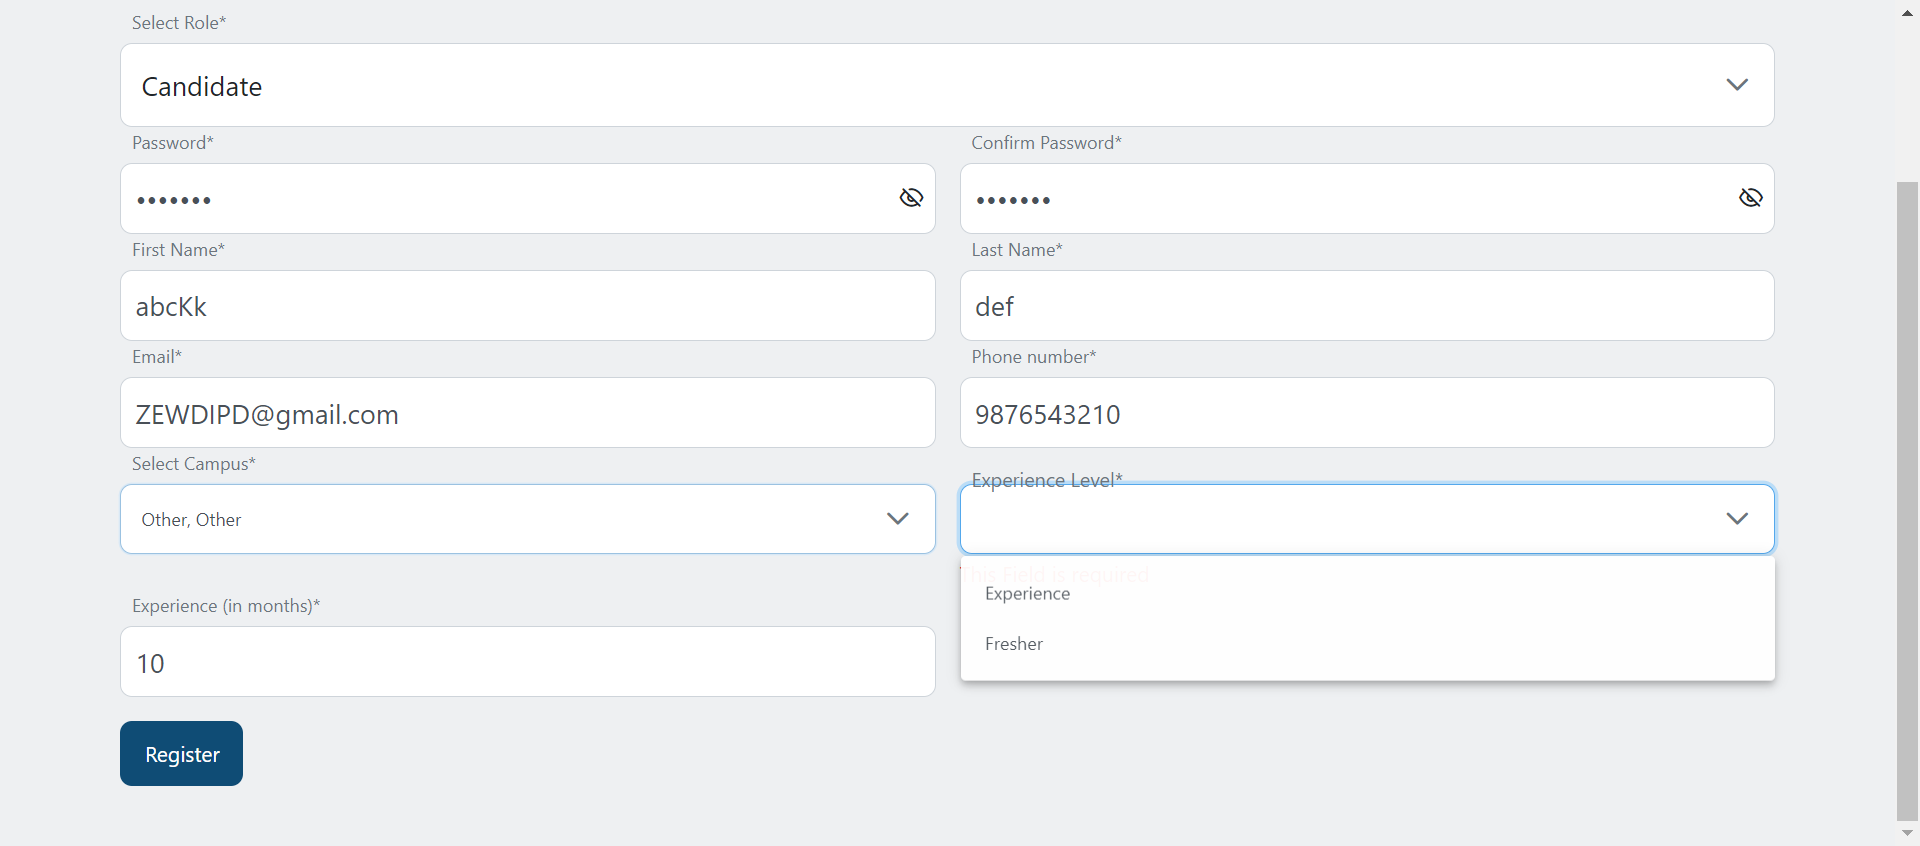 Select Role*
Candidate
Password*
Confirm Password*
•••••••
•••••••
First Name*
Last Name*
abcKk
def
Email*
Phone number*
ZEWDIPD@gmail.com
9876543210
Select Campus*
Experience Level*
Other, Other
This Field is required
Experience
Experience (in months)*
Fresher
10
Register